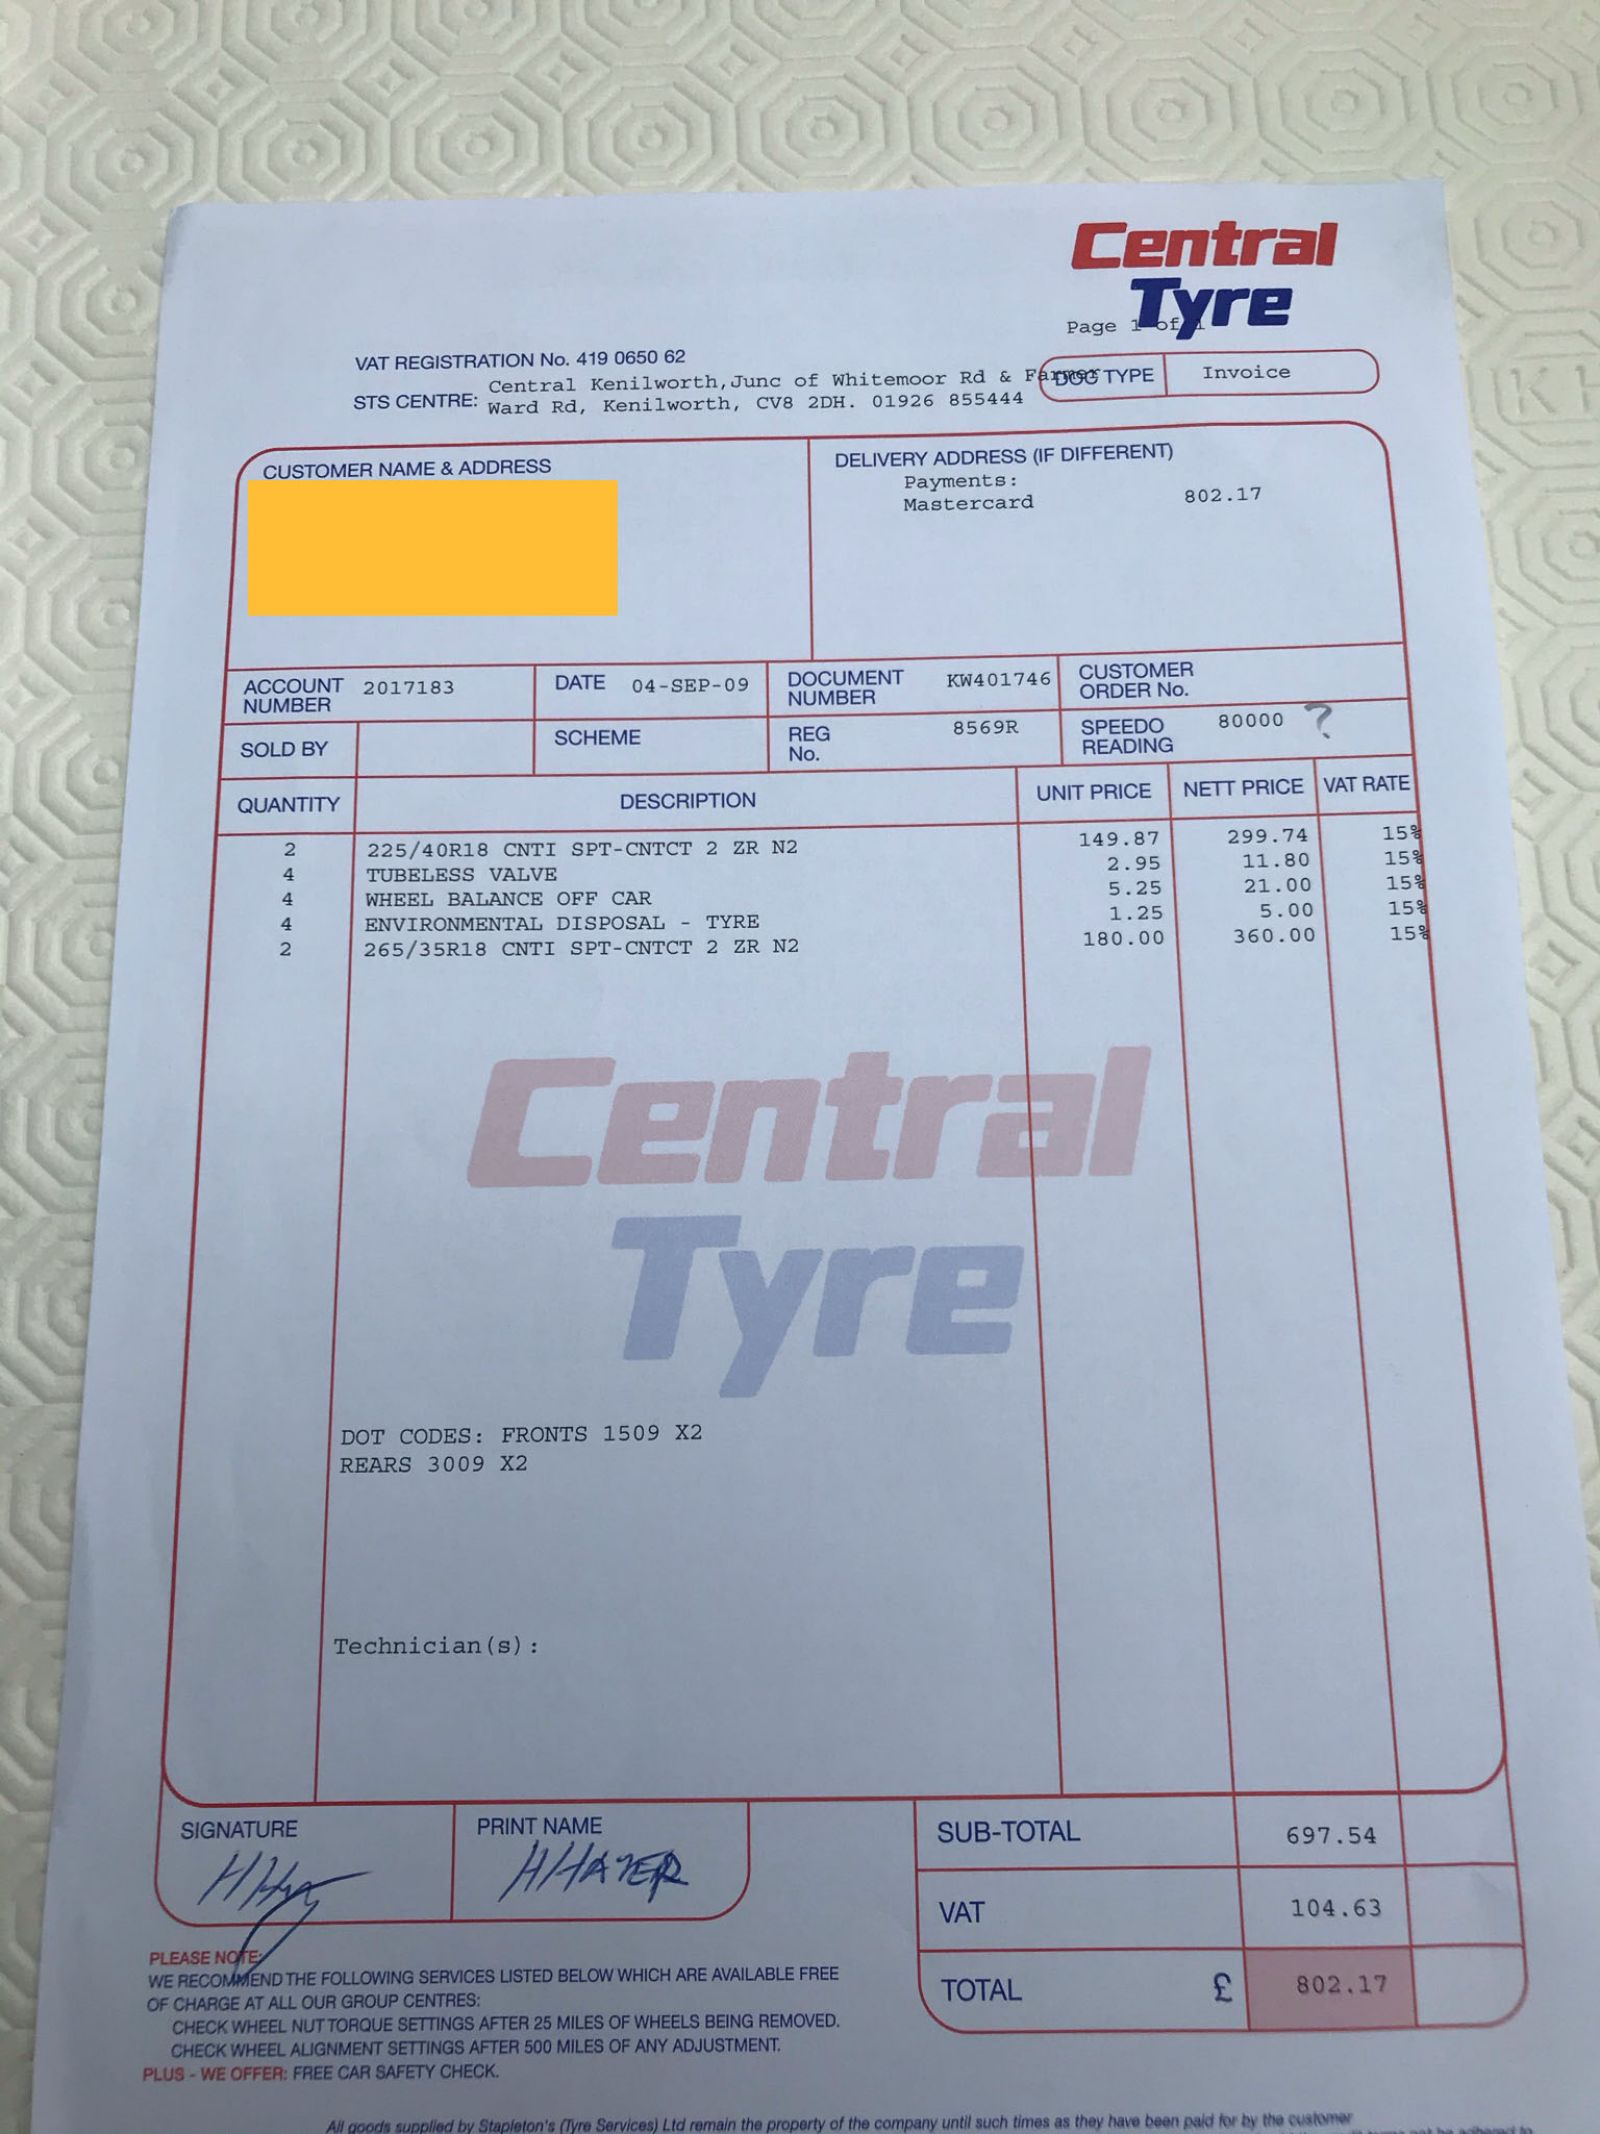 Central
Tyre
Page 1 of 1
VAT REGISTRATION No. 419 0650 62
STS CENTRE: Central Kenilworth,Junc of Whitemoor Rd & Farmer
Ward Rd, Kenilworth, CV8 2DH. 01926 855444
DOC TYPE Invoice
CUSTOMER NAME & ADDRESS
DELIVERY ADDRESS (IF DIFFERENT)
Payments:
Mastercard 802.17
ACCOUNT NUMBER 2017183 DATE 04-SEP-09 DOCUMENT NUMBER KW401746 CUSTOMER ORDER No.
SOLD BY SCHEME REG No. 8569R SPEEDO READING 80000 ?
QUANTITY DESCRIPTION UNIT PRICE NETT PRICE VAT RATE
2 225/40R18 CNTI SPT-CNTCT 2 ZR N2 149.87 299.74 15%
4 TUBELESS VALVE 2.95 11.80 15%
4 WHEEL BALANCE OFF CAR 5.25 21.00 15%
4 ENVIRONMENTAL DISPOSAL - TYRE 1.25 5.00 15%
2 265/35R18 CNTI SPT-CNTCT 2 ZR N2 180.00 360.00 15%
Central
Tyre
DOT CODES: FRONTS 1509 X2
REARS 3009 X2
Technician(s):
SIGNATURE
PRINT NAME
SUB-TOTAL 697.54
VAT 104.63
TOTAL £ 802.17
PLEASE NOTE:
WE RECOMMEND THE FOLLOWING SERVICES LISTED BELOW WHICH ARE AVAILABLE FREE
OF CHARGE AT ALL OUR GROUP CENTRES:
CHECK WHEEL NUT TORQUE SETTINGS AFTER 25 MILES OF WHEELS BEING REMOVED.
CHECK WHEEL ALIGNMENT SETTINGS AFTER 500 MILES OF ANY ADJUSTMENT.
PLUS - WE OFFER: FREE CAR SAFETY CHECK.
All goods supplied by Stapleton's (Tyre Services) Ltd remain the property of the company until such times as they have been paid for by the customer